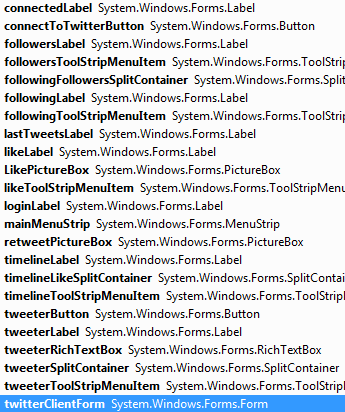 connectedLabel System.Windows.Forms.Label
connectToTwitterButton System.Windows.Forms.Button
followersLabel System.Windows.Forms.Label
followersToolStripMenuItem System.Windows.Forms.ToolStrip
followingFollowersSplitContainer System.Windows.Forms.Split
followingLabel System.Windows.Forms.Label
followingToolStripMenuItem System.Windows.Forms.ToolStrip
lastTweetsLabel System.Windows.Forms.Label
likeLabel System.Windows.Forms.Label
LikePictureBox System.Windows.Forms.PictureBox
likeToolStripMenuItem System.Windows.Forms.ToolStripMenu
loginLabel System.Windows.Forms.Label
mainMenuStrip System.Windows.Forms.MenuStrip
retweetPictureBox System.Windows.Forms.PictureBox
timelineLabel System.Windows.Forms.Label
timelineLikeSplitContainer System.Windows.Forms.SplitContai
timelineToolStripMenuItem System.Windows.Forms.ToolStripI
tweeterButton System.Windows.Forms.Button
tweeterLabel System.Windows.Forms.Label
tweeterRichTextBox System.Windows.Forms.RichTextBox
tweeterSplitContainer System.Windows.Forms.SplitContainer
tweeterToolStripMenuItem System.Windows.Forms.ToolStripI
twitterClientForm System.Windows.Forms.Form